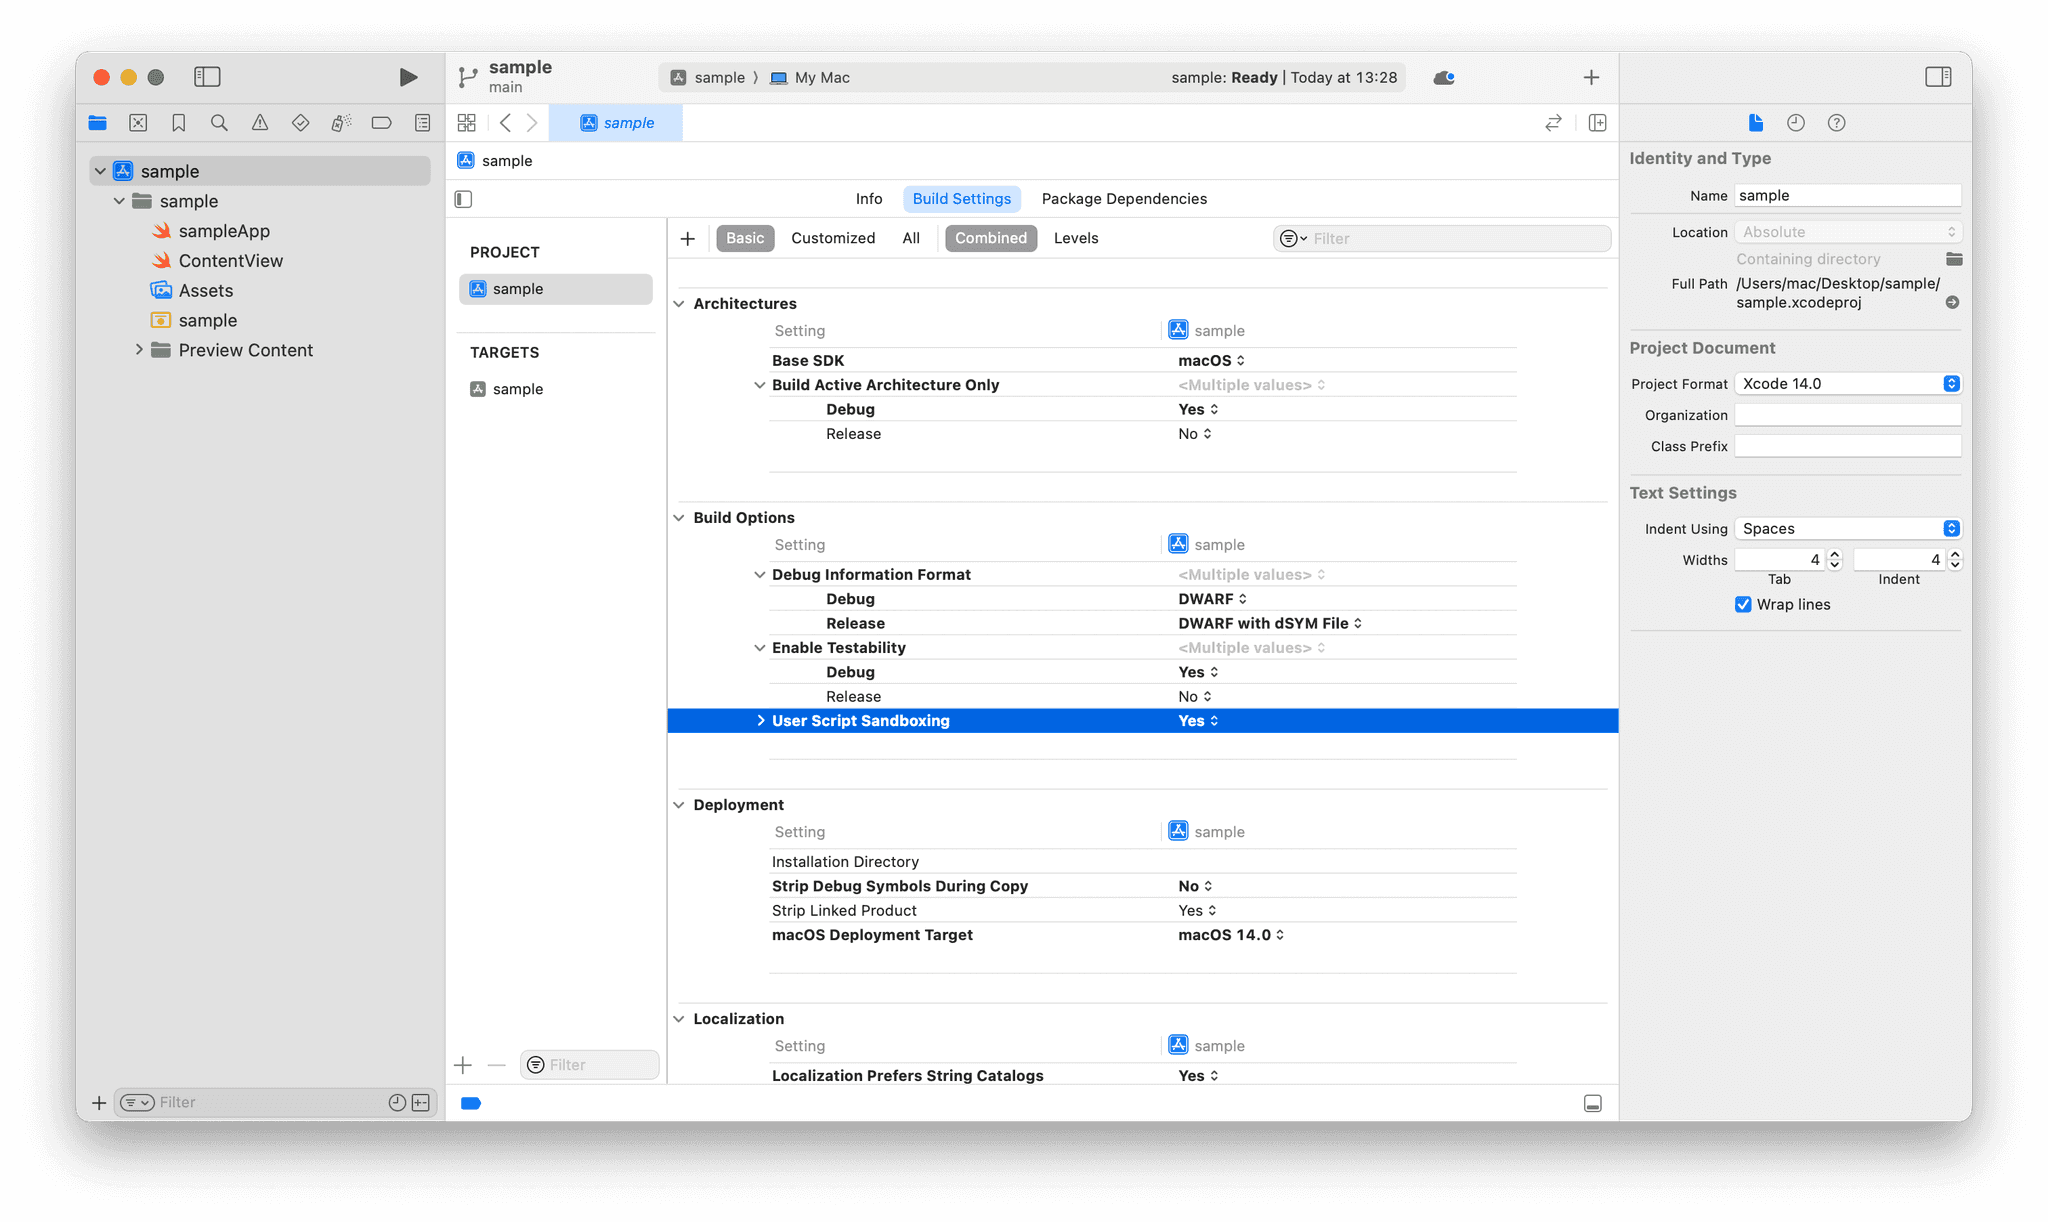 sample
main
sample
My Mac
sample: Ready | Today at 13:28
sample
sample
sampleApp
ContentView
Assets
sample
Preview Content
Filter
sample
sample
Info
Build Settings
Package Dependencies
PROJECT
sample
TARGETS
sample
Filter
Basic
Customized
All
Combined
Levels
Filter
Architectures
Setting sample
Base SDK macOS
Build Active Architecture Only <Multiple values>
Debug Yes
Release No
Build Options
Setting sample
Debug Information Format <Multiple values>
Debug DWARF
Release DWARF with dSYM File
Enable Testability <Multiple values>
Debug Yes
Release No
User Script Sandboxing Yes
Deployment
Setting sample
Installation Directory
Strip Debug Symbols During Copy No
Strip Linked Product Yes
macOS Deployment Target macOS 14.0
Localization
Setting sample
Localization Prefers String Catalogs Yes
Identity and Type
Name sample
Location Absolute
Containing directory
Full Path /Users/mac/Desktop/sample/
sample.xcodeproj
Project Document
Project Format Xcode 14.0
Organization
Class Prefix
Text Settings
Indent Using Spaces
Widths 4 4
Tab Indent
Wrap lines